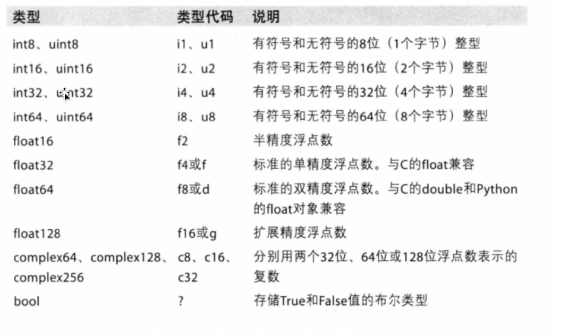 类型 类型代码 说明
int8、uint8 i1、u1 有符号和无符号的8位（1个字节）整型
int16、uint16 i2、u2 有符号和无符号的16位（2个字节）整型
int32、uint32 i4、u4 有符号和无符号的32位（4个字节）整型
int64、uint64 i8、u8 有符号和无符号的64位（8个字节）整型
float16 f2 半精度浮点数
float32 f4或f 标准的单精度浮点数。与C的float兼容
float64 f8或d 标准的双精度浮点数。与C的double和Python
的float对象兼容
float128 f16或g 扩展精度浮点数
complex64、complex128、 c8、c16、 分别用两个32位、64位或128位浮点数表示的
complex256 c32 复数
bool ? 存储True和False值的布尔类型